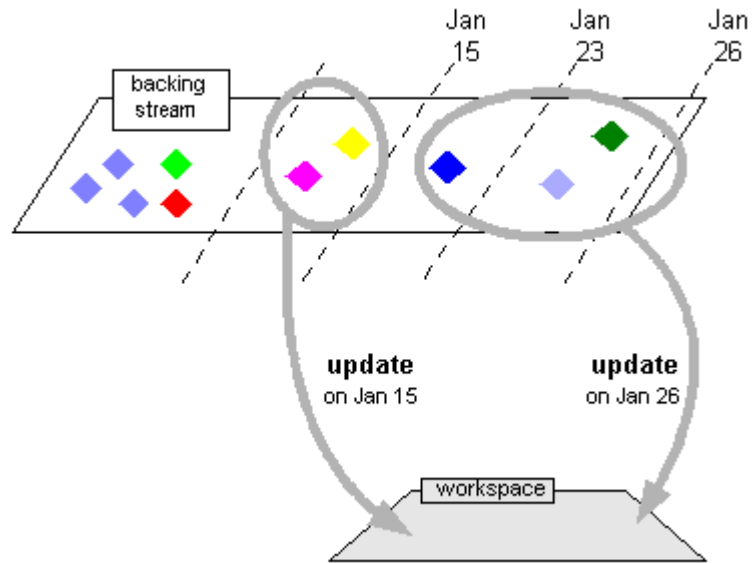 Jan
15
Jan
23
Jan
26
backing
stream
update
on Jan 15
update
on Jan 26
workspace